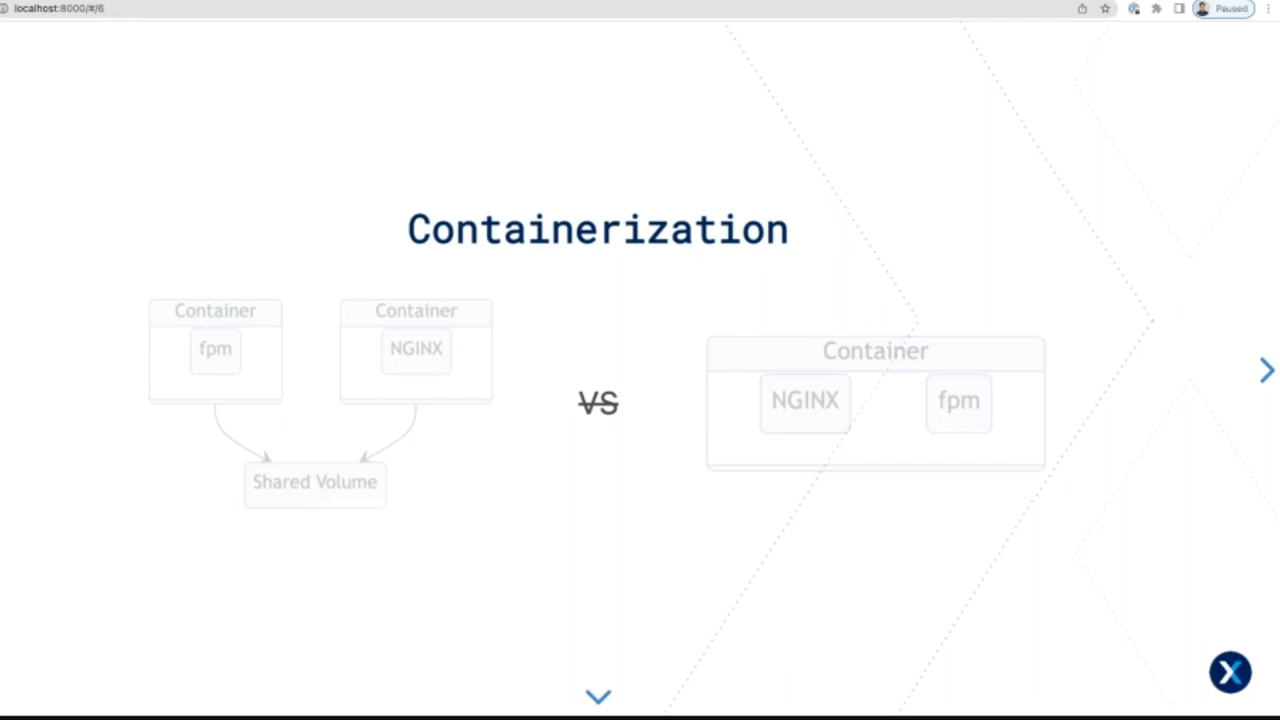 localhost:8000/#/6
Paused
Containerization
Container
fpm
Container
NGINX
Shared Volume
VS
Container
NGINX
fpm
X